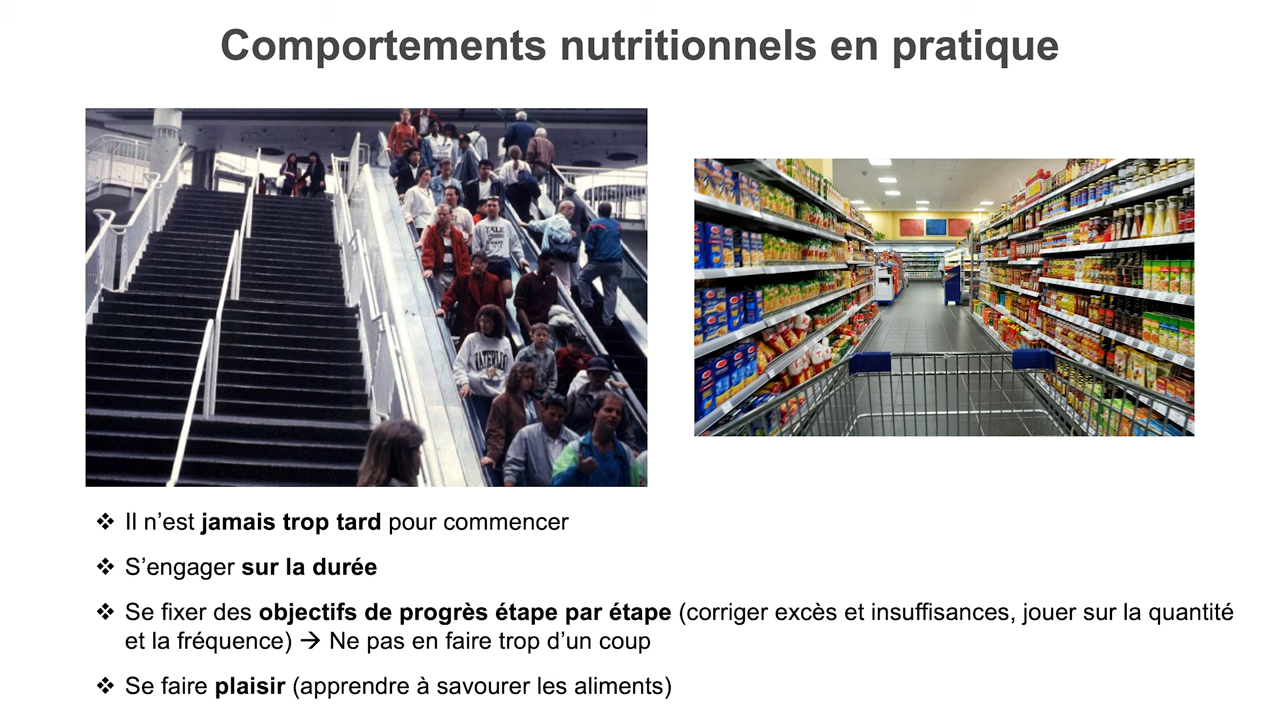 Comportements nutritionnels en pratique
YALE
❖ Il n’est jamais trop tard pour commencer
❖ S’engager sur la durée
❖ Se fixer des objectifs de progrès étape par étape (corriger excès et insuffisances, jouer sur la quantité
et la fréquence) → Ne pas en faire trop d’un coup
❖ Se faire plaisir (apprendre à savourer les aliments)